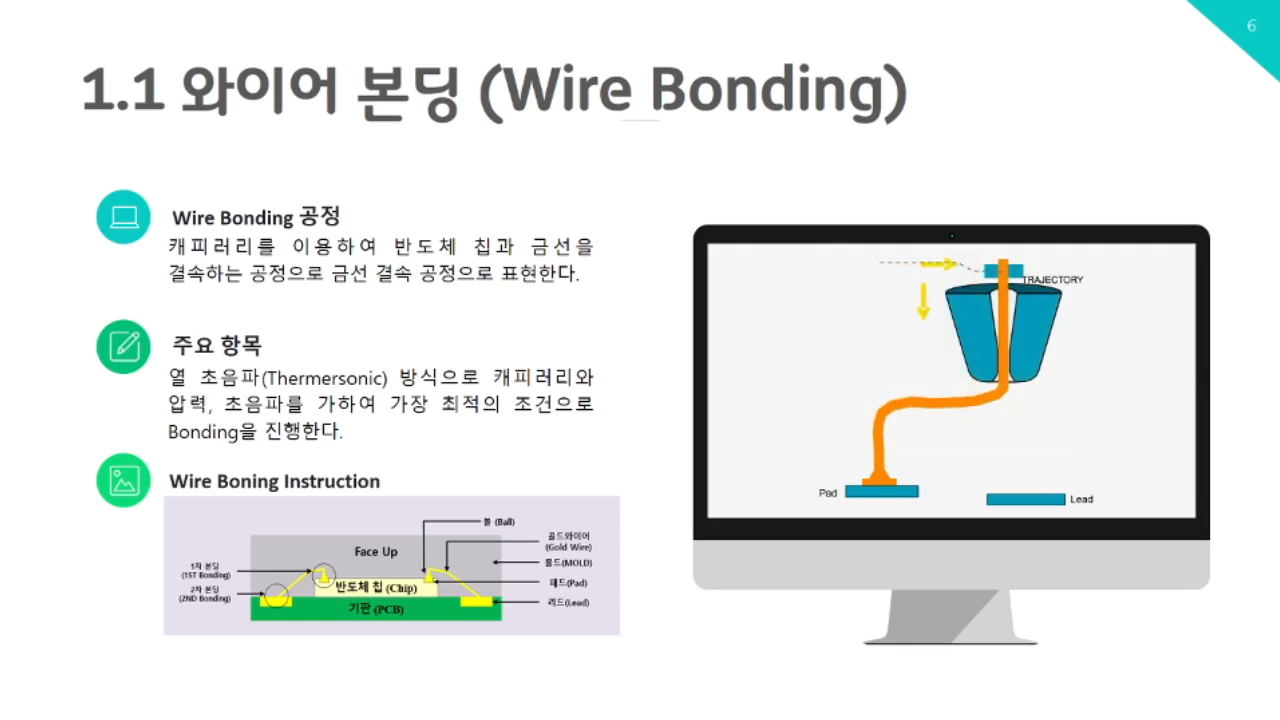 6
1.1 와이어 본딩 (Wire Bonding)
Wire Bonding 공정
캐피러리를 이용하여 반도체 칩과 금선을
결속하는 공정으로 금선 결속 공정으로 표현한다.
주요 항목
열 초음파(Thermersonic) 방식으로 캐피러리와
압력, 초음파를 가하여 가장 최적의 조건으로
Bonding을 진행한다.
Wire Boning Instruction
볼 (Ball)
골드와이어
(Gold Wire)
Face Up
몰드(MOLD)
1차 본딩
(1ST Bonding)
패드(Pad)
반도체 칩 (Chip)
2차 본딩
(2ND Bonding)
리드(Lead)
기판 (PCB)
TRAJECTORY
Pad
Lead